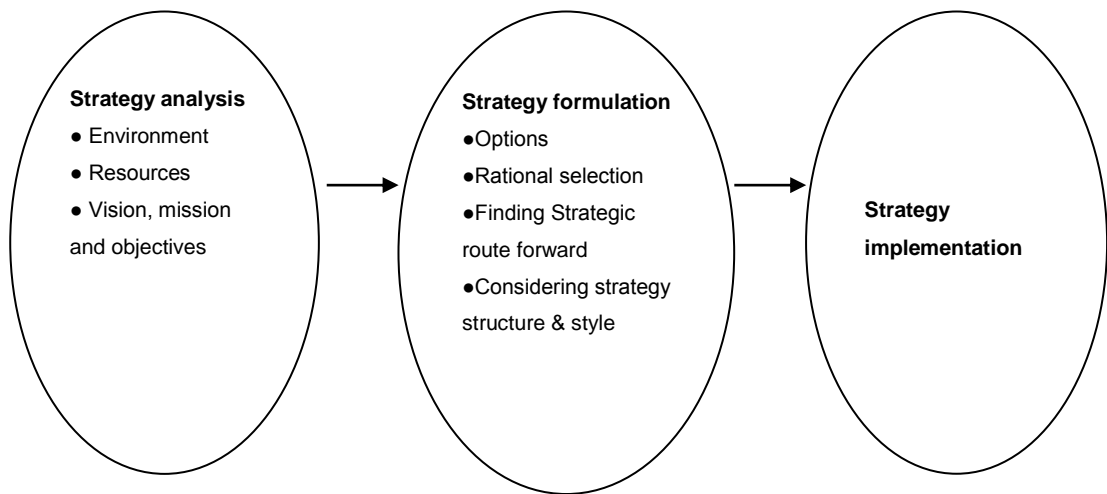 Strategy analysis
● Environment
● Resources
● Vision, mission
and objectives
Strategy formulation
●Options
●Rational selection
●Finding Strategic
route forward
●Considering strategy
structure & style
Strategy
implementation